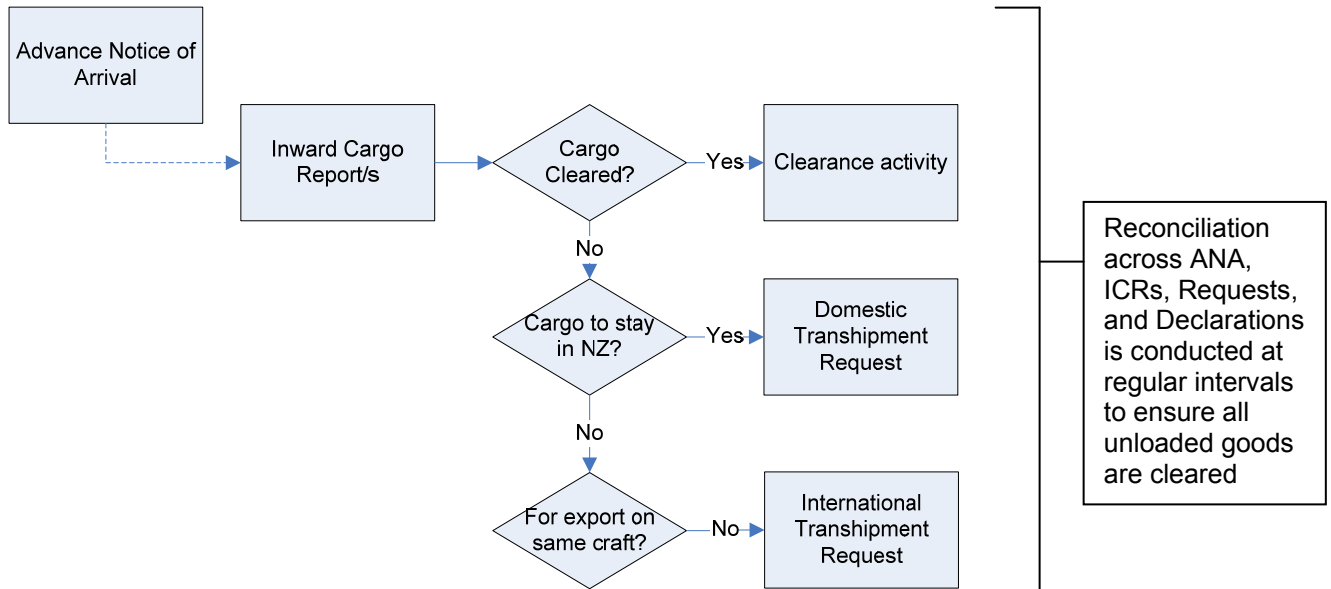 Advance Notice of
Arrival
Inward Cargo
Report/s
Cargo
Cleared?
Yes
Clearance activity
No
Cargo to stay
in NZ?
Yes
Domestic
Transhipment
Request
No
For export on
same craft?
No
International
Transhipment
Request
Reconciliation
across ANA,
ICRs, Requests,
and Declarations
is conducted at
regular intervals
to ensure all
unloaded goods
are cleared